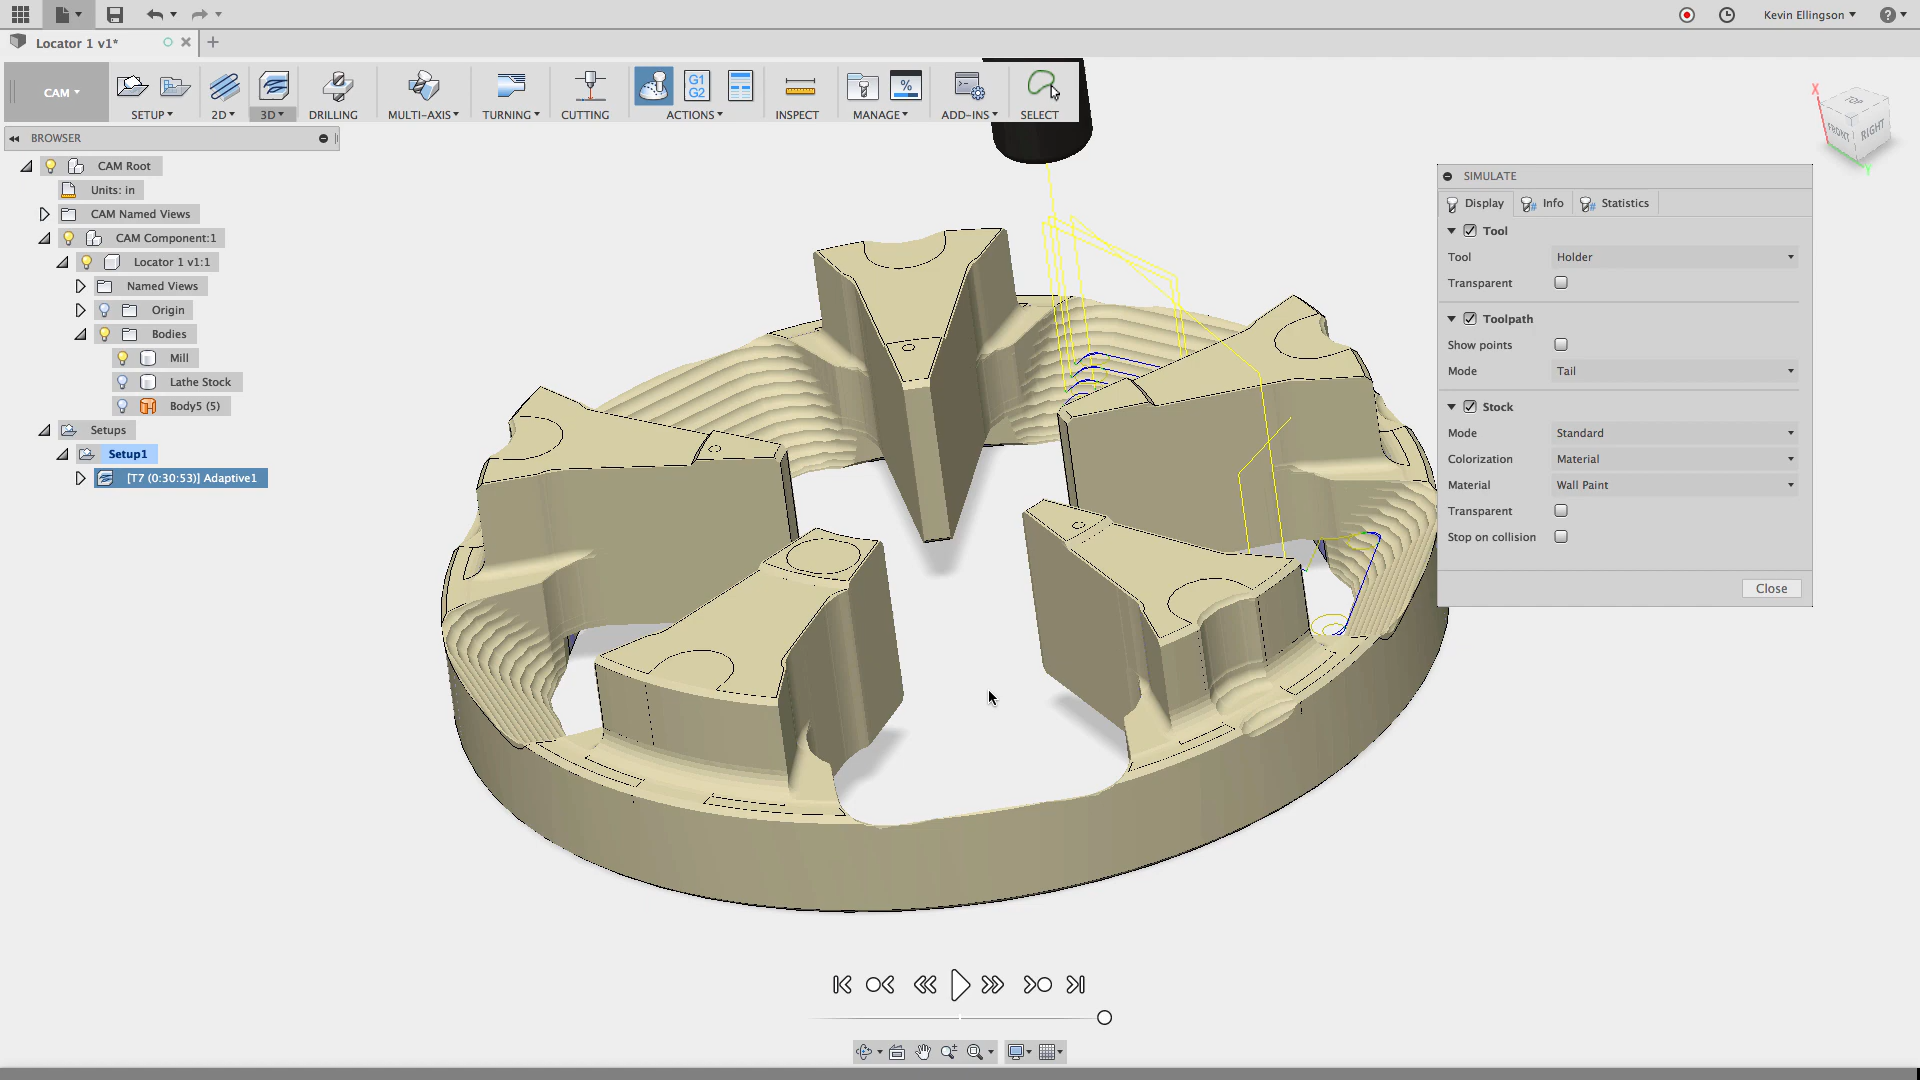 Kevin Ellingson
Locator 1 v1*
CAM
SETUP
2D
3D
DRILLING
MULTI-AXIS
TURNING
CUTTING
G1
G2
ACTIONS
INSPECT
%
MANAGE
ADD-INS
SELECT
X
TOP
FRONT
RIGHT
Y
BROWSER
CAM Root
Units: in
CAM Named Views
CAM Component:1
Locator 1 v1:1
Named Views
Origin
Bodies
Mill
Lathe Stock
Body5 (5)
Setups
Setup1
[T7 (0:30:53)] Adaptive1
SIMULATE
Display
Info
Statistics
Tool
Tool Holder
Transparent
Toolpath
Show points
Mode Tail
Stock
Mode Standard
Colorization Material
Material Wall Paint
Transparent
Stop on collision
Close